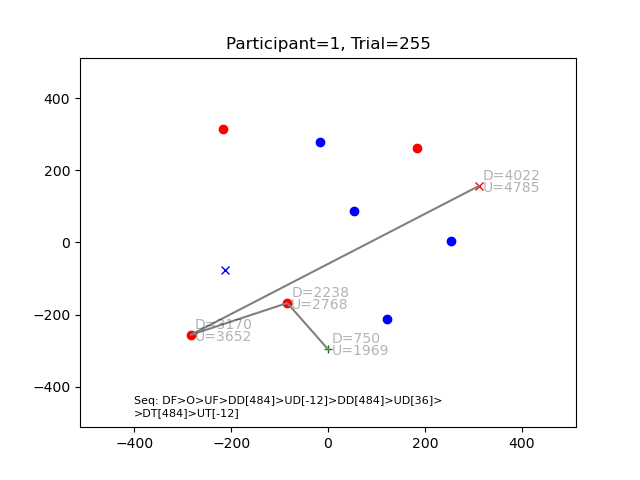 Participant=1, Trial=255
400
200
0
−200
−400
D=4022
U=4785
D=2238
U=2768
D=3170
U=3652
D=750
U=1969
Seq: DF>O>UF>DD[484]>UD[-12]>DD[484]>UD[36]>
>DT[484]>UT[-12]
−400
−200
0
200
400